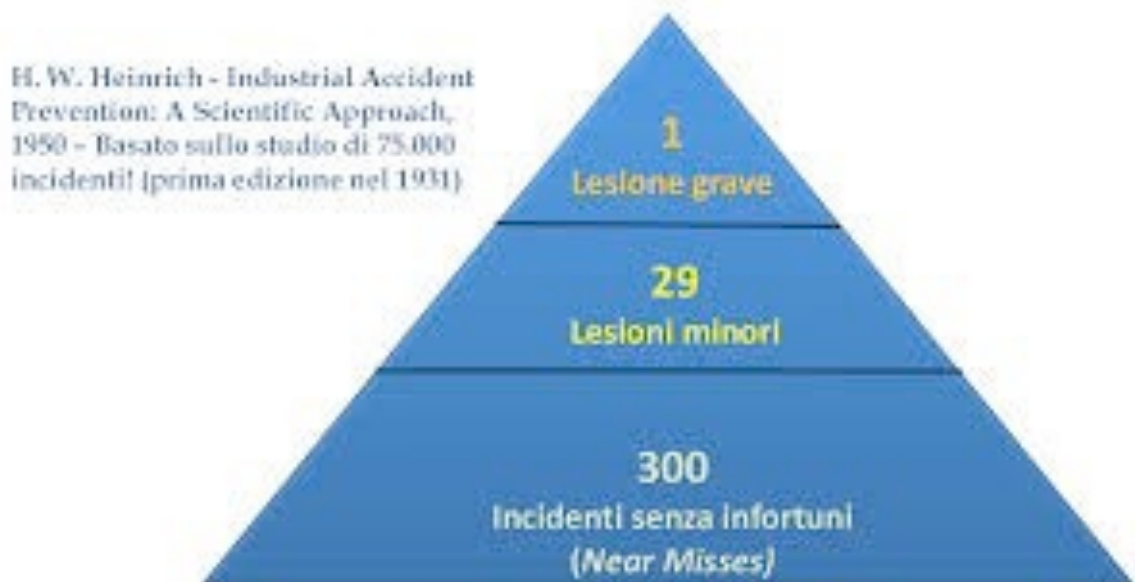 H. W. Heinrich - Industrial Accident
Prevention: A Scientific Approach,
1950 – Basato sullo studio di 75.000
incidenti! (prima edizione nel 1931)
1
Lesione grave
29
Lesioni minori
300
Incidenti senza infortuni
(Near Misses)